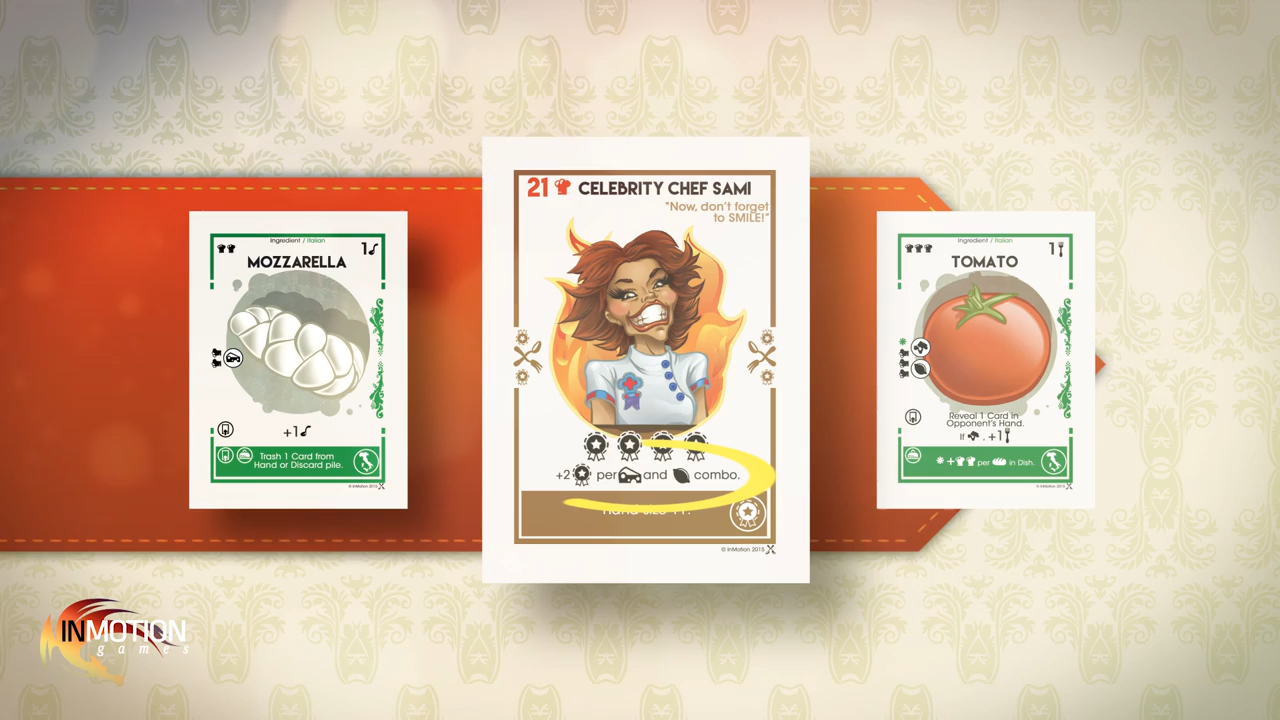 Ingredient / Italian
1
MOZZARELLA
+1
Trash 1 Card from
Hand or Discard pile.
© InMotion 2015
21 CELEBRITY CHEF SAMI
"Now, don't forget
to SMILE!"
+2 per and combo.
© InMotion 2015
Ingredient / Italian
1
TOMATO
Reveal 1 Card in
Opponent's Hand.
If , +1
+ per in Dish.
© InMotion 2015
INMOTION
games